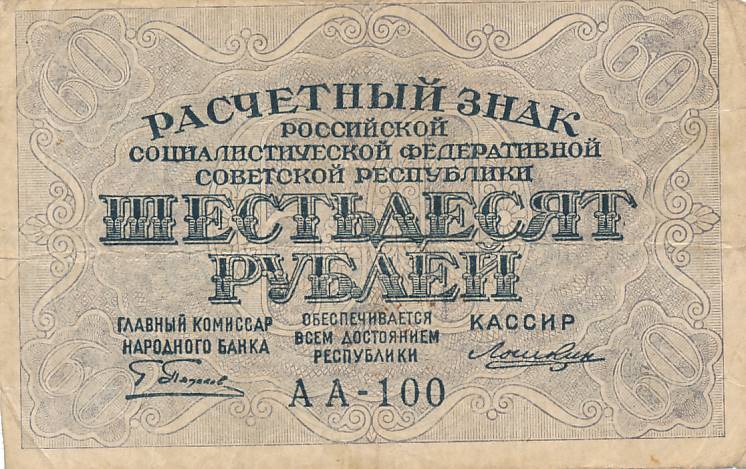 60 60
РАСЧЕТНЫЙ ЗНАК
РОССИЙСКОЙ
СОЦИАЛИСТИЧЕСКОЙ ФЕДЕРАТИВНОЙ
СОВЕТСКОЙ РЕСПУБЛИКИ
ШЕСТЬДЕСЯТ
РУБЛЕЙ
ГЛАВНЫЙ КОМИССАР
НАРОДНОГО БАНКА
ОБЕСПЕЧИВАЕТСЯ
ВСЕМ ДОСТОЯНИЕМ
РЕСПУБЛИКИ
КАССИР
АА-100
60 60